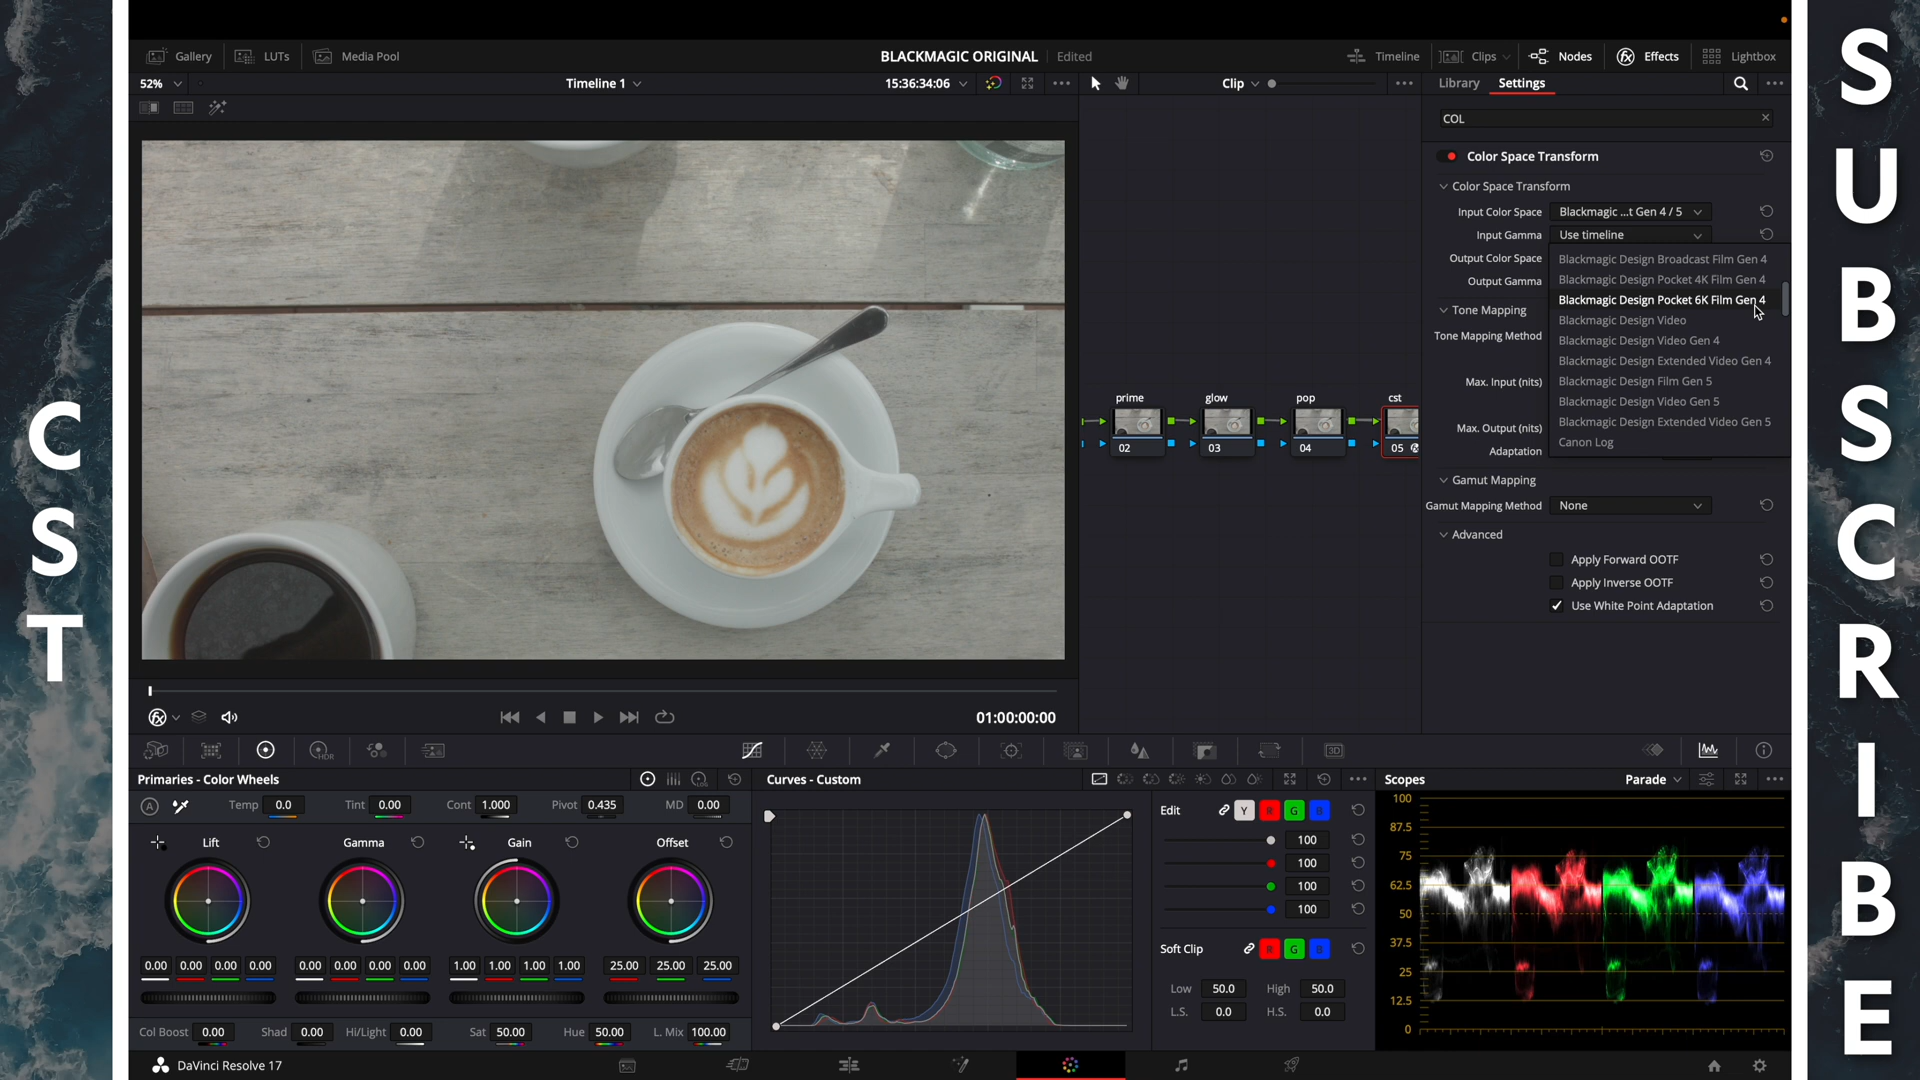 CST
SUBSCRIBE
Gallery LUTs Media Pool BLACKMAGIC ORIGINAL Edited Timeline Clips Nodes Effects Lightbox
52% Timeline 1 15:36:34:06 Clip Library Settings
COL
Color Space Transform
Color Space Transform
Input Color Space Blackmagic ...t Gen 4 / 5
Input Gamma Use timeline
Output Color Space
Output Gamma
Blackmagic Design Broadcast Film Gen 4
Blackmagic Design Pocket 4K Film Gen 4
Blackmagic Design Pocket 6K Film Gen 4
Blackmagic Design Video
Blackmagic Design Video Gen 4
Blackmagic Design Extended Video Gen 4
Blackmagic Design Film Gen 5
Blackmagic Design Video Gen 5
Blackmagic Design Extended Video Gen 5
Canon Log
Tone Mapping
Tone Mapping Method
Max. Input (nits)
Max. Output (nits)
Adaptation
Gamut Mapping
Gamut Mapping Method None
Advanced
Apply Forward OOTF
Apply Inverse OOTF
Use White Point Adaptation
prime glow pop cst
02 03 04 05
01:00:00:00
HDR
3D
Primaries - Color Wheels
LOG
A Temp 0.0 Tint 0.00 Cont 1.000 Pivot 0.435 MD 0.00
Lift Gamma Gain Offset
0.00 0.00 0.00 0.00 0.00 0.00 0.00 0.00 1.00 1.00 1.00 1.00 25.00 25.00 25.00
Col Boost 0.00 Shad 0.00 Hi/Light 0.00 Sat 50.00 Hue 50.00 L. Mix 100.00
Curves - Custom
Edit Y R G B
100
100
100
100
Soft Clip R G B
Low 50.0 High 50.0
L.S. 0.0 H.S. 0.0
Scopes Parade
100
87.5
75
62.5
50
37.5
25
12.5
0
DaVinci Resolve 17